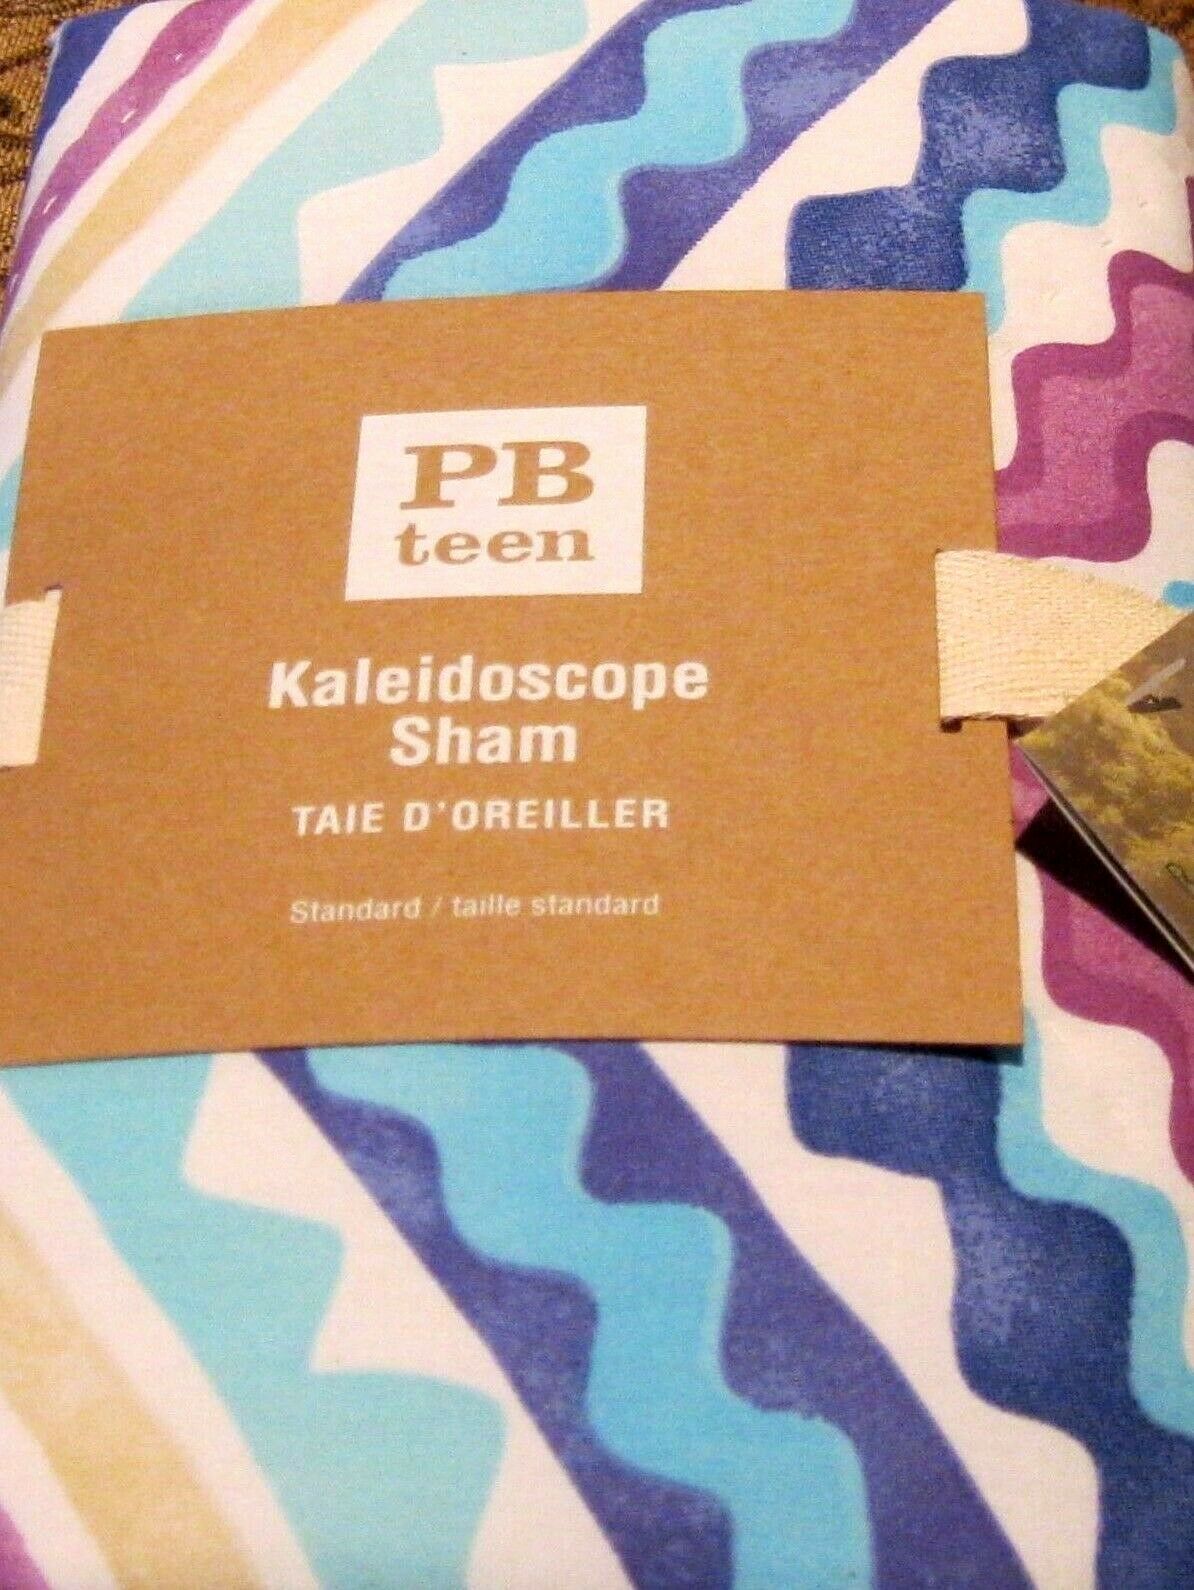 PB
teen
Kaleidoscope
Sham
TAIE D'OREILLER
Standard / taille standard